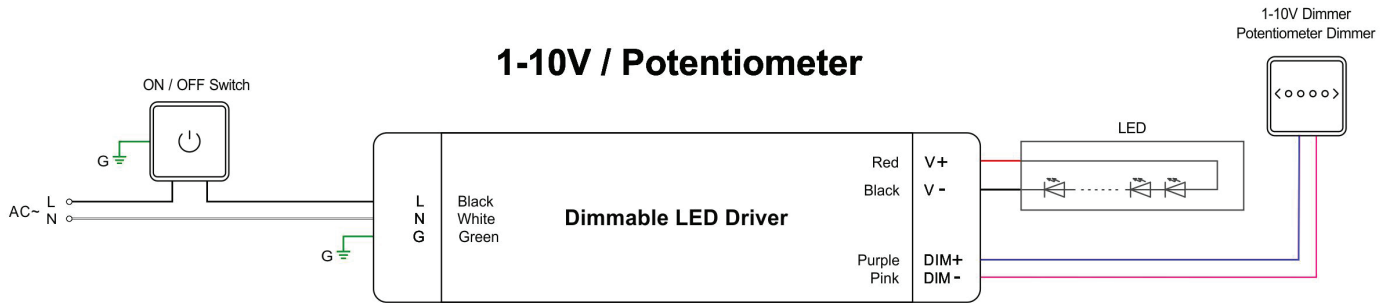 1-10V Dimmer
Potentiometer Dimmer
1-10V / Potentiometer
ON / OFF Switch
LED
G
Red V+
Black V -
AC~ L
N
L Black
N White
G Green
Dimmable LED Driver
G
Purple DIM+
Pink DIM -